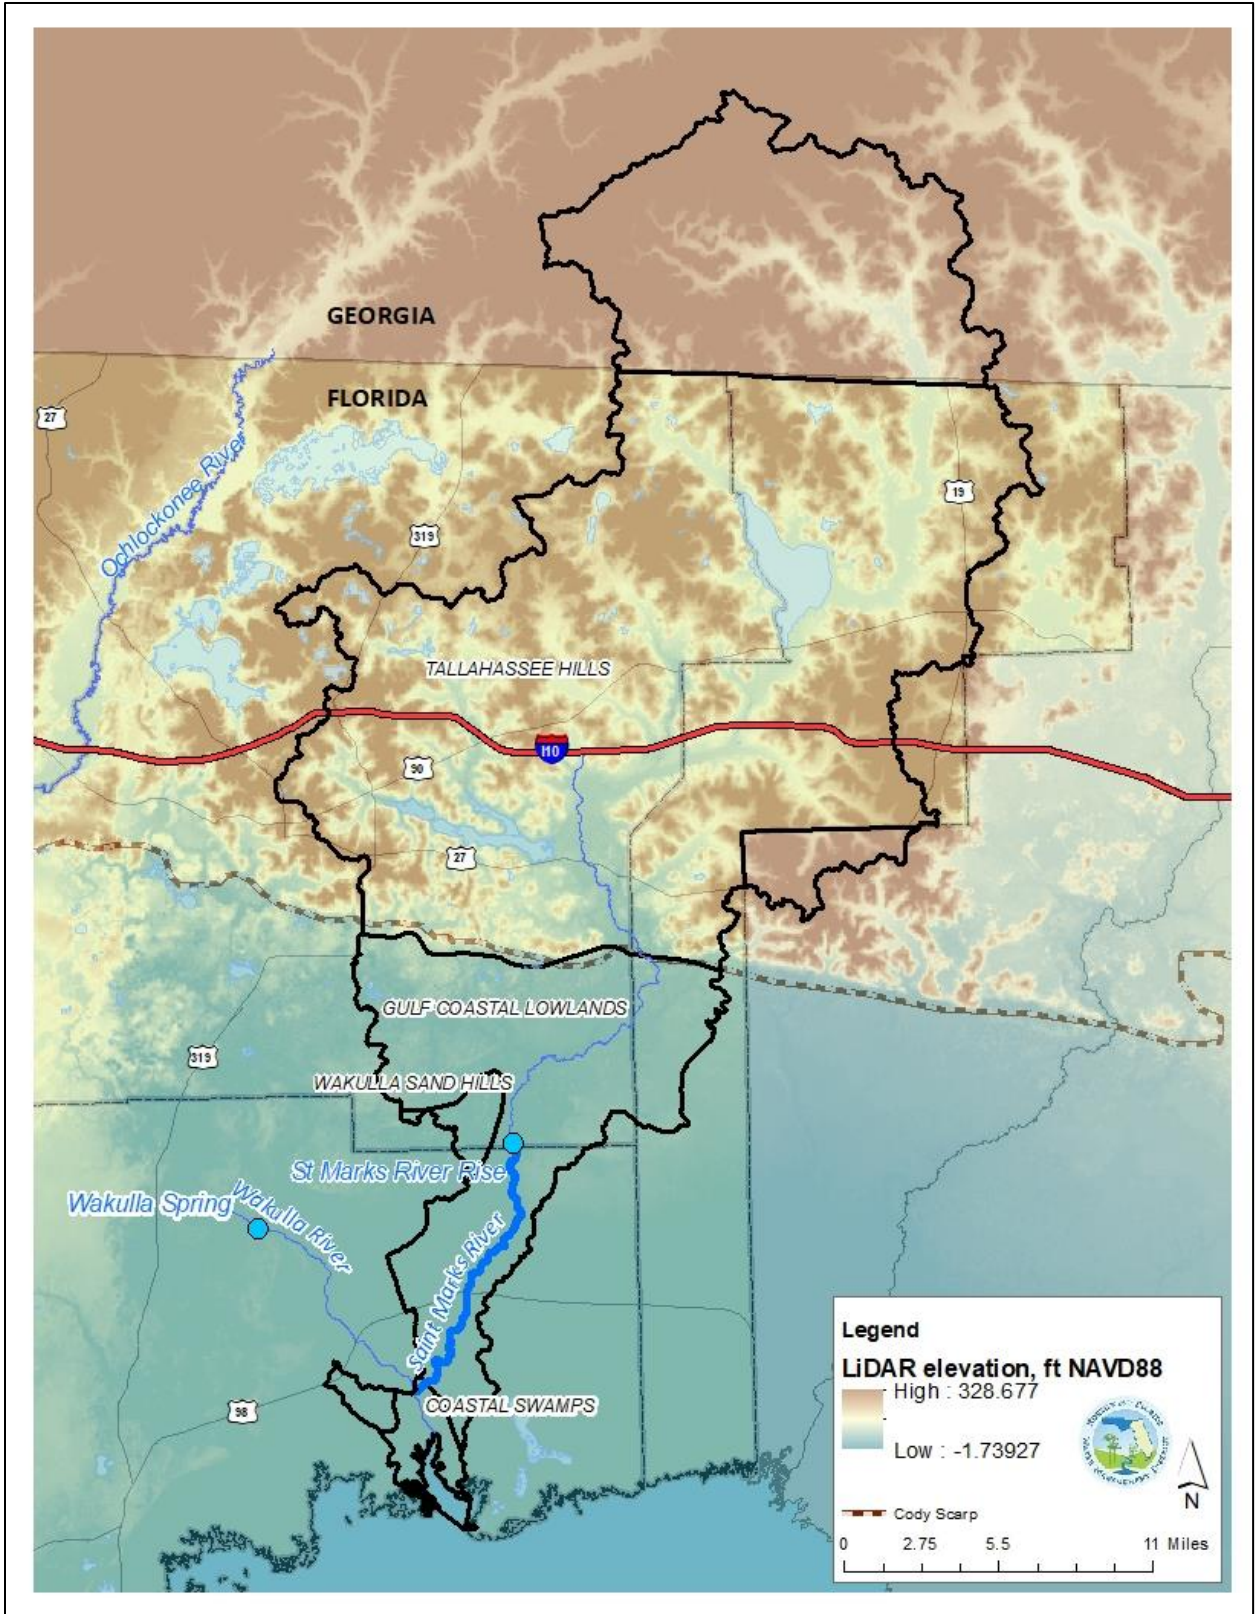 GEORGIA
FLORIDA
27
Ochlockonee River
19
319
TALLAHASSEE HILLS
I10
90
27
GULF COASTAL LOWLANDS
319
WAKULLA SAND HILLS
St Marks River Rise
Wakulla Spring
Wakulla River
Saint Marks River
98
COASTAL SWAMPS
Legend
LiDAR elevation, ft NAVD88
High : 328.677
Low : -1.73927
N
Cody Scarp
0 2.75 5.5 11 Miles